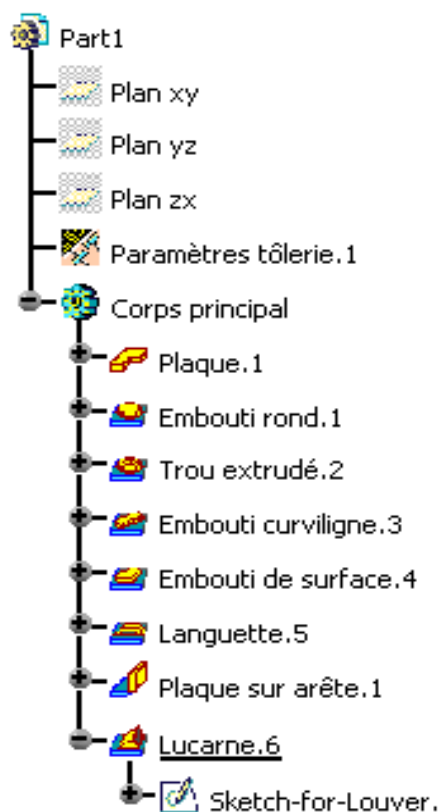 Part1
Plan xy
Plan yz
Plan zx
Paramètres tôlerie.1
Corps principal
Plaque.1
Embouti rond.1
Trou extrudé.2
Embouti curviligne.3
Embouti de surface.4
Languette.5
Plaque sur arête.1
Lucarne.6
Sketch-for-Louver.